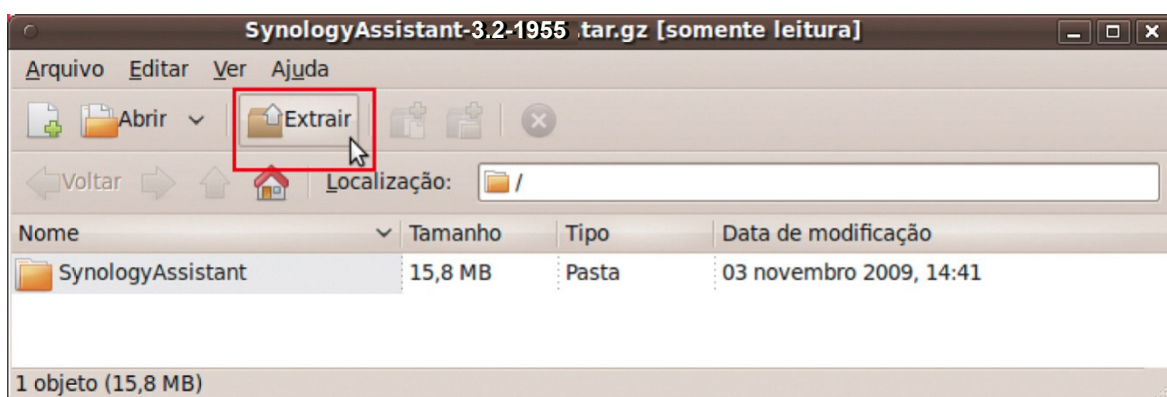 SynologyAssistant-3.2-1955 .tar.gz [somente leitura]
Arquivo Editar Ver Ajuda
Abrir Extrair
Voltar Localização: /
Nome Tamanho Tipo Data de modificação
SynologyAssistant 15,8 MB Pasta 03 novembro 2009, 14:41
1 objeto (15,8 MB)